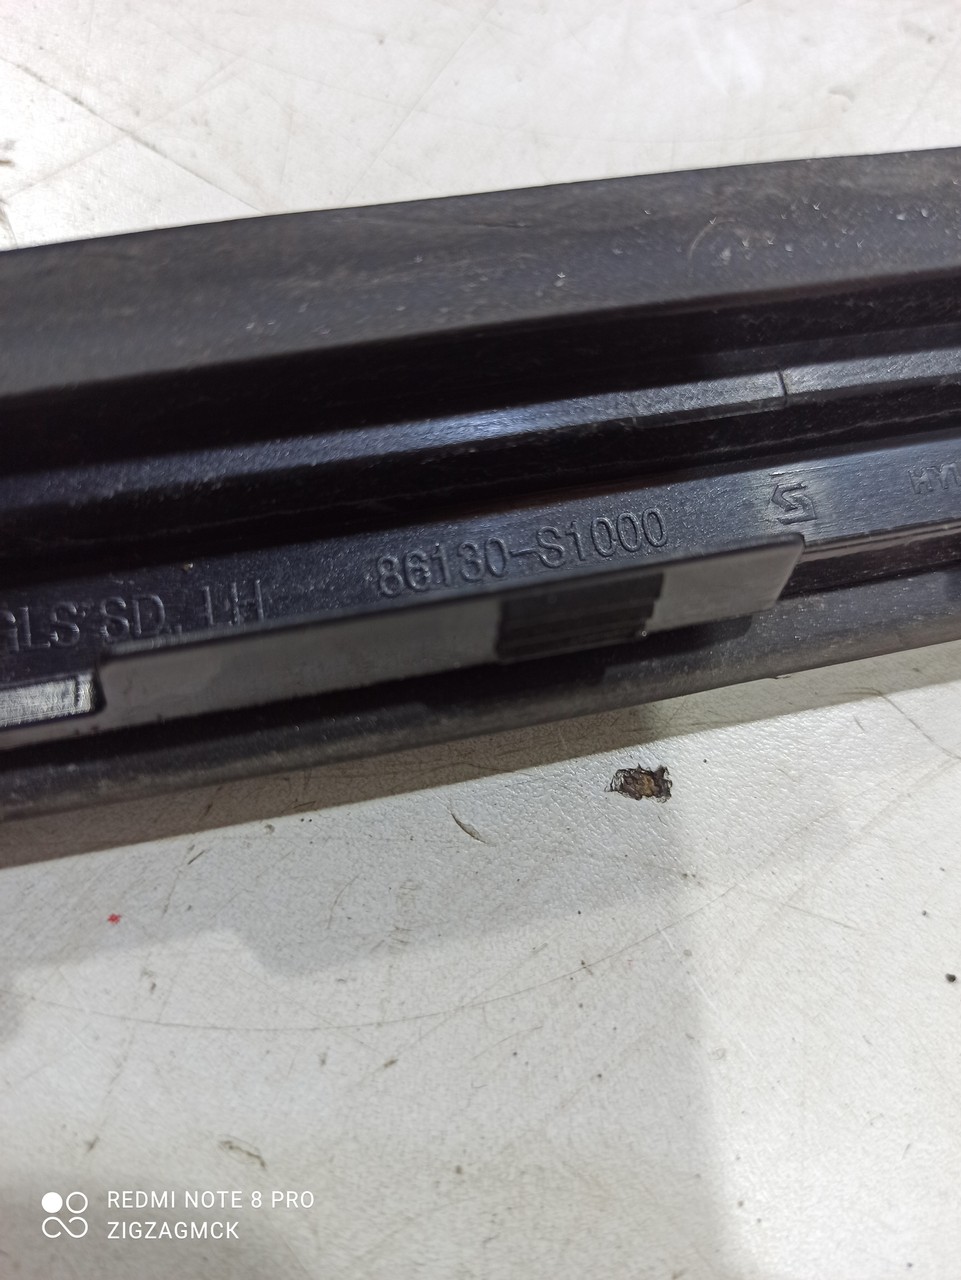 GLS SD, LH 86130-S1000
REDMI NOTE 8 PRO
ZIGZAGMCK